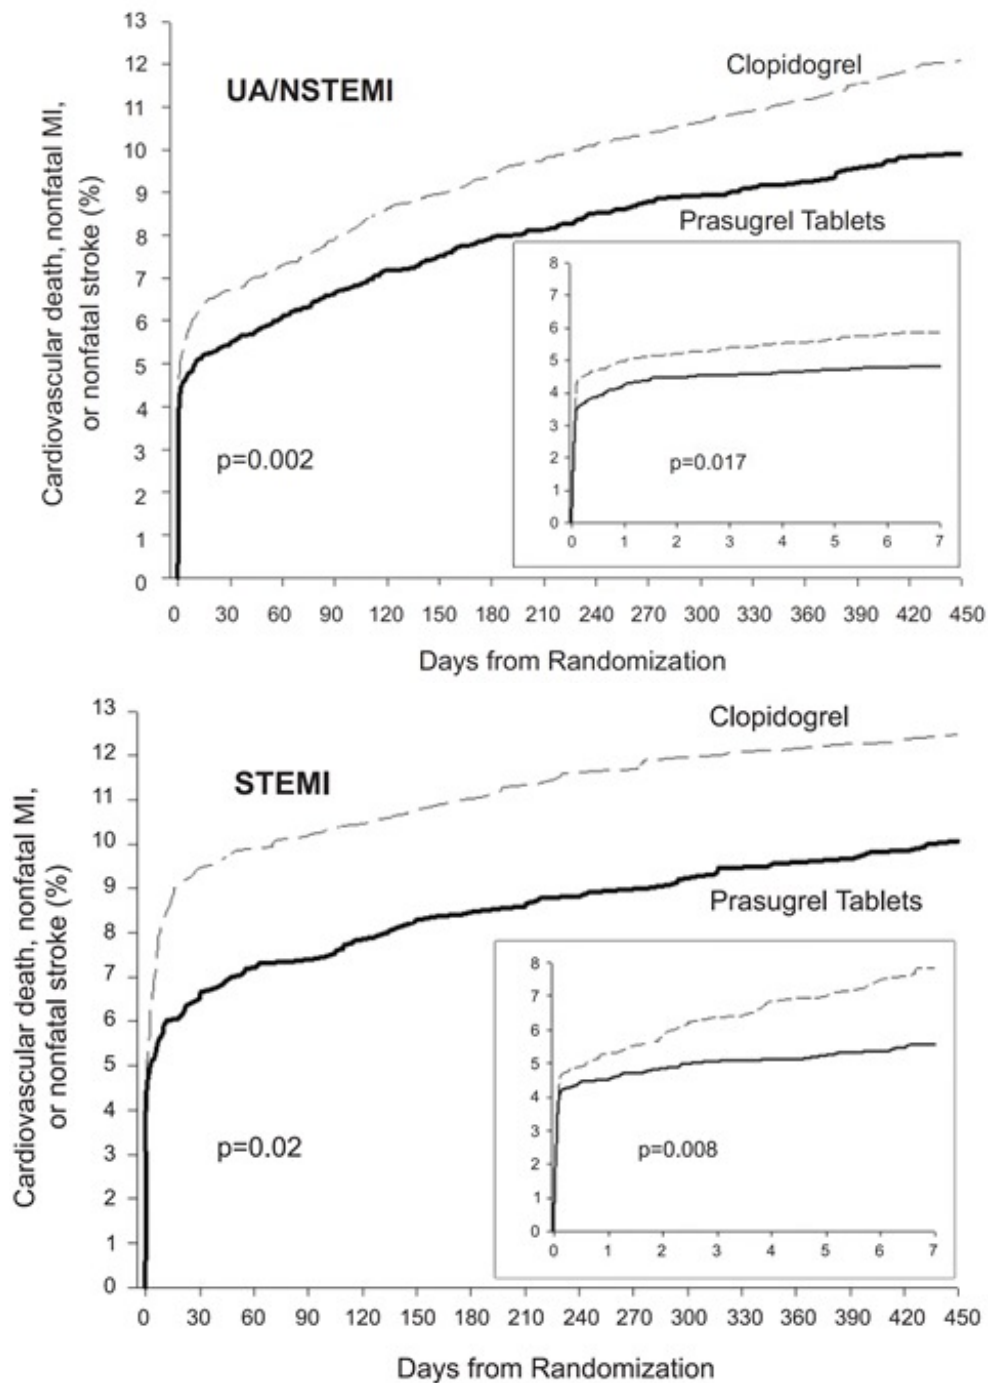 13
12
11
10
9
8
7
6
5
4
3
2
1
0
Cardiovascular death, nonfatal MI,
or nonfatal stroke (%)
UA/NSTEMI
Clopidogrel
Prasugrel Tablets
p=0.002
8
7
6
5
4
3
2
1
0
p=0.017
0 1 2 3 4 5 6 7
0 30 60 90 120 150 180 210 240 270 300 330 360 390 420 450
Days from Randomization
13
12
11
10
9
8
7
6
5
4
3
2
1
0
Cardiovascular death, nonfatal MI,
or nonfatal stroke (%)
STEMI
Clopidogrel
Prasugrel Tablets
p=0.02
8
7
6
5
4
3
2
1
0
p=0.008
0 1 2 3 4 5 6 7
0 30 60 90 120 150 180 210 240 270 300 330 360 390 420 450
Days from Randomization